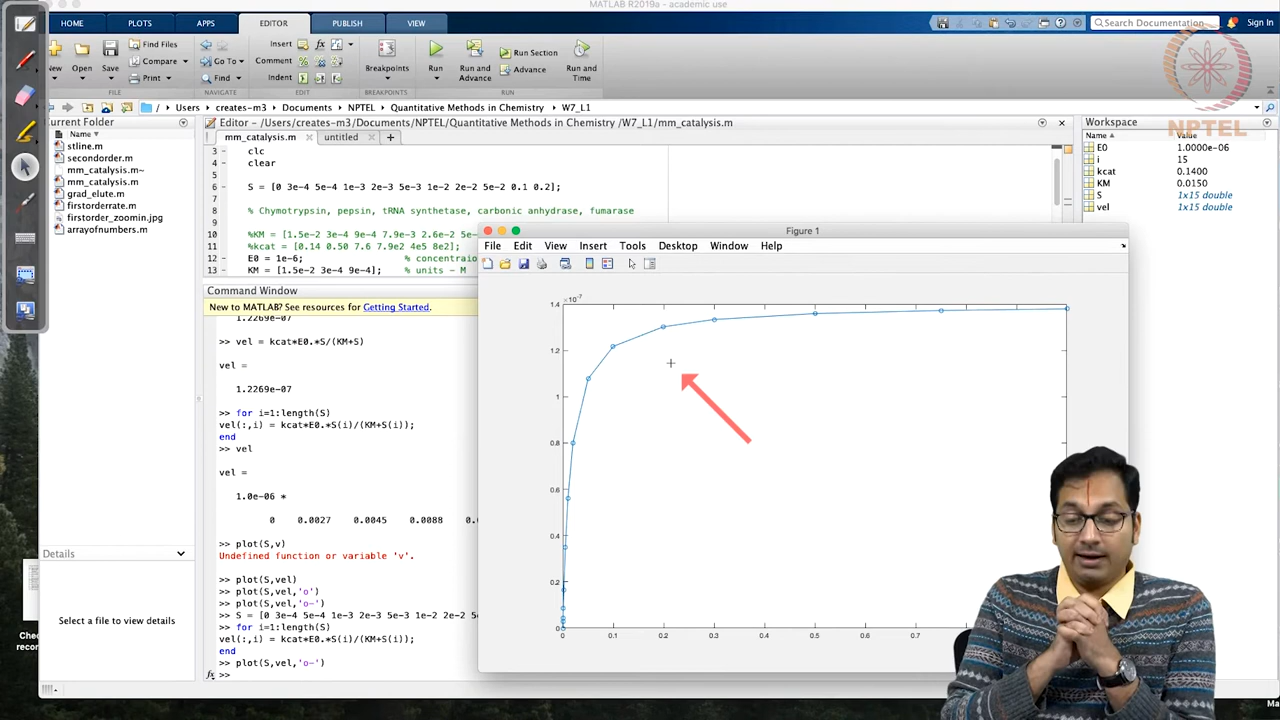 MATLAB R2019a - academic use
HOME PLOTS APPS EDITOR PUBLISH VIEW
Search Documentation Sign In
New Open Save
Find Files
Compare
Print
Go To
Find
Insert
Comment
Indent
Breakpoints
Run
Run and Advance
Run Section
Advance
Run and Time
FILE NAVIGATE EDIT BREAKPOINTS RUN
NPTEL
/ Users creates-m3 Documents NPTEL Quantitative Methods in Chemistry W7_L1
Current Folder
Name
stline.m
secondorder.m
mm_catalysis.m~
mm_catalysis.m
grad_elute.m
firstorderrate.m
firstorder_zoomin.jpg
arrayofnumbers.m
Details
Select a file to view details
Editor - /Users/creates-m3/Documents/NPTEL/Quantitative Methods in Chemistry /W7_L1/mm_catalysis.m
mm_catalysis.m untitled +
3 clc
4 clear
5
6 S = [0 3e-4 5e-4 1e-3 2e-3 5e-3 1e-2 2e-2 5e-2 0.1 0.2];
7
8 % Chymotrypsin, pepsin, tRNA synthetase, carbonic anhydrase, fumarase
9
10 %KM = [1.5e-2 3e-4 9e-4 7.9e-3 2.6e-2 5e-
11 %kcat = [0.14 0.50 7.6 7.9e2 4e5 8e2];
12 E0 = 1e-6; % concentraio
13 KM = [1.5e-2 3e-4 9e-4]; % units - M
Command Window
New to MATLAB? See resources for Getting Started.
1.2269e-07
>> vel = kcat*E0.*S/(KM+S)
vel =
1.2269e-07
>> for i=1:length(S)
vel(:,i) = kcat*E0.*S(i)/(KM+S(i));
end
>> vel
vel =
1.0e-06 *
0 0.0027 0.0045 0.0088 0.
>> plot(S,v)
Undefined function or variable 'v'.
>> plot(S,vel)
>> plot(S,vel,'o')
>> plot(S,vel,'o-')
>> S = [0 3e-4 5e-4 1e-3 2e-3 5e-3 1e-2 2e-2 5e-
>> for i=1:length(S)
vel(:,i) = kcat*E0.*S(i)/(KM+S(i));
end
>> plot(S,vel,'o-')
fx >>
Workspace
Name Value
E0 1.0000e-06
i 15
kcat 0.1400
KM 0.0150
S 1x15 double
vel 1x15 double
Figure 1
File Edit View Insert Tools Desktop Window Help
×10⁻⁷
1.4
1.2
1
0.8
0.6
0.4
0.2
0
0 0.1 0.2 0.3 0.4 0.5 0.6 0.7